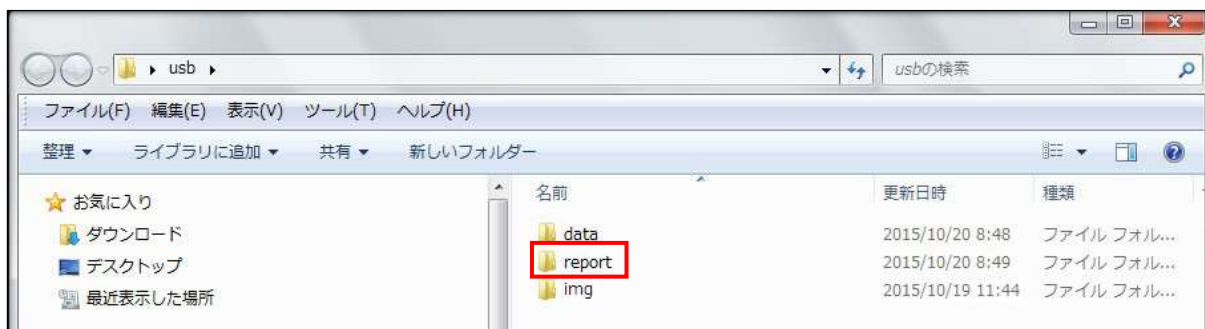 usb
usbの検索
ファイル(F) 編集(E) 表示(V) ツール(T) ヘルプ(H)
整理 ライブラリに追加 共有 新しいフォルダー
お気に入り
ダウンロード
デスクトップ
最近表示した場所
名前 更新日時 種類
data 2015/10/20 8:48 ファイル フォル...
report 2015/10/20 8:49 ファイル フォル...
img 2015/10/19 11:44 ファイル フォル...